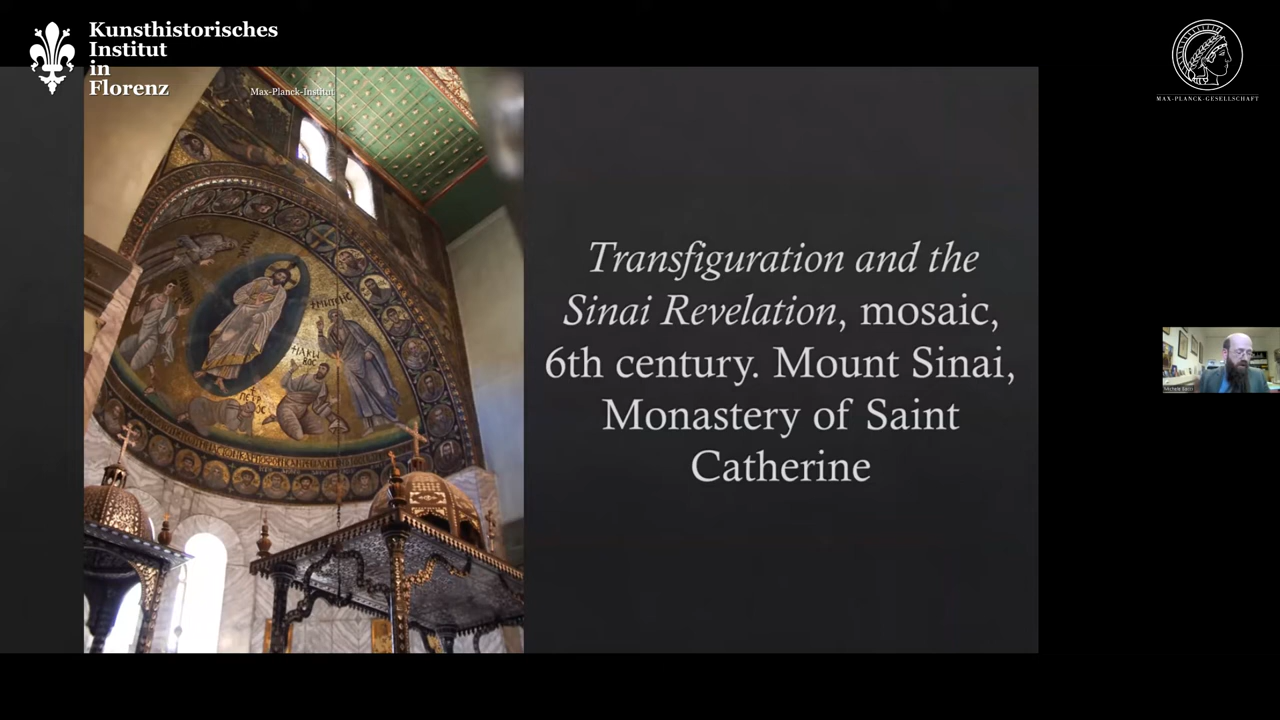 Kunsthistorisches
Institut
in
Florenz
Max-Planck-Institut
MAX-PLANCK-GESELLSCHAFT
Transfiguration and the
Sinai Revelation, mosaic,
6th century. Mount Sinai,
Monastery of Saint
Catherine